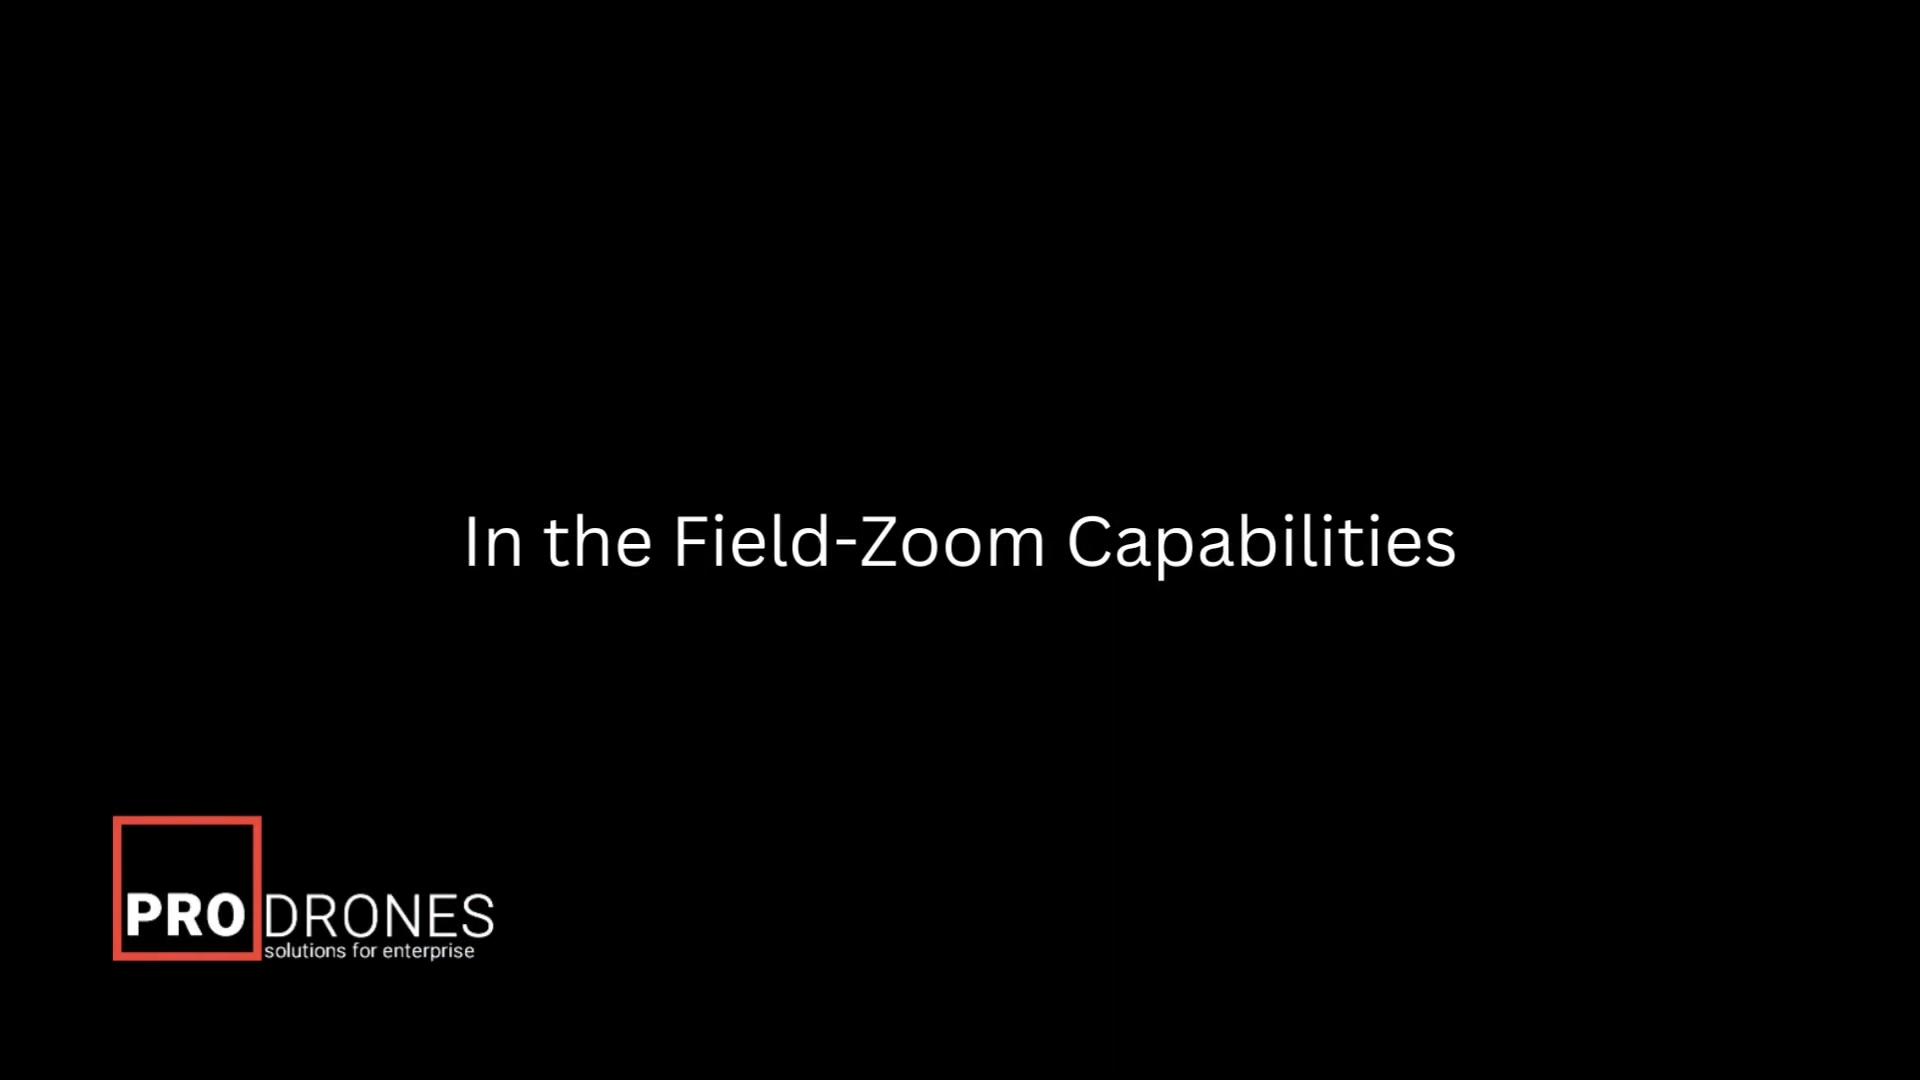 In the Field-Zoom Capabilities
PRO DRONES
solutions for enterprise